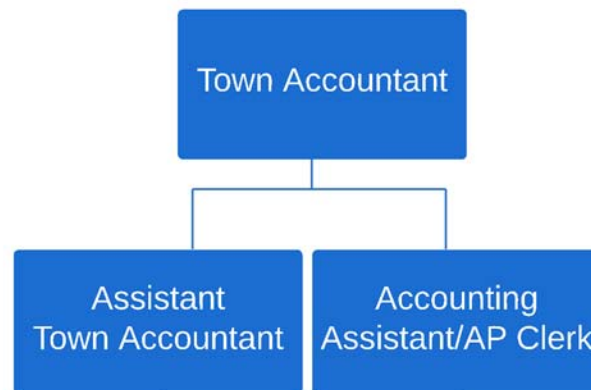 Town Accountant
Assistant
Town Accountant
Accounting
Assistant/AP Clerk